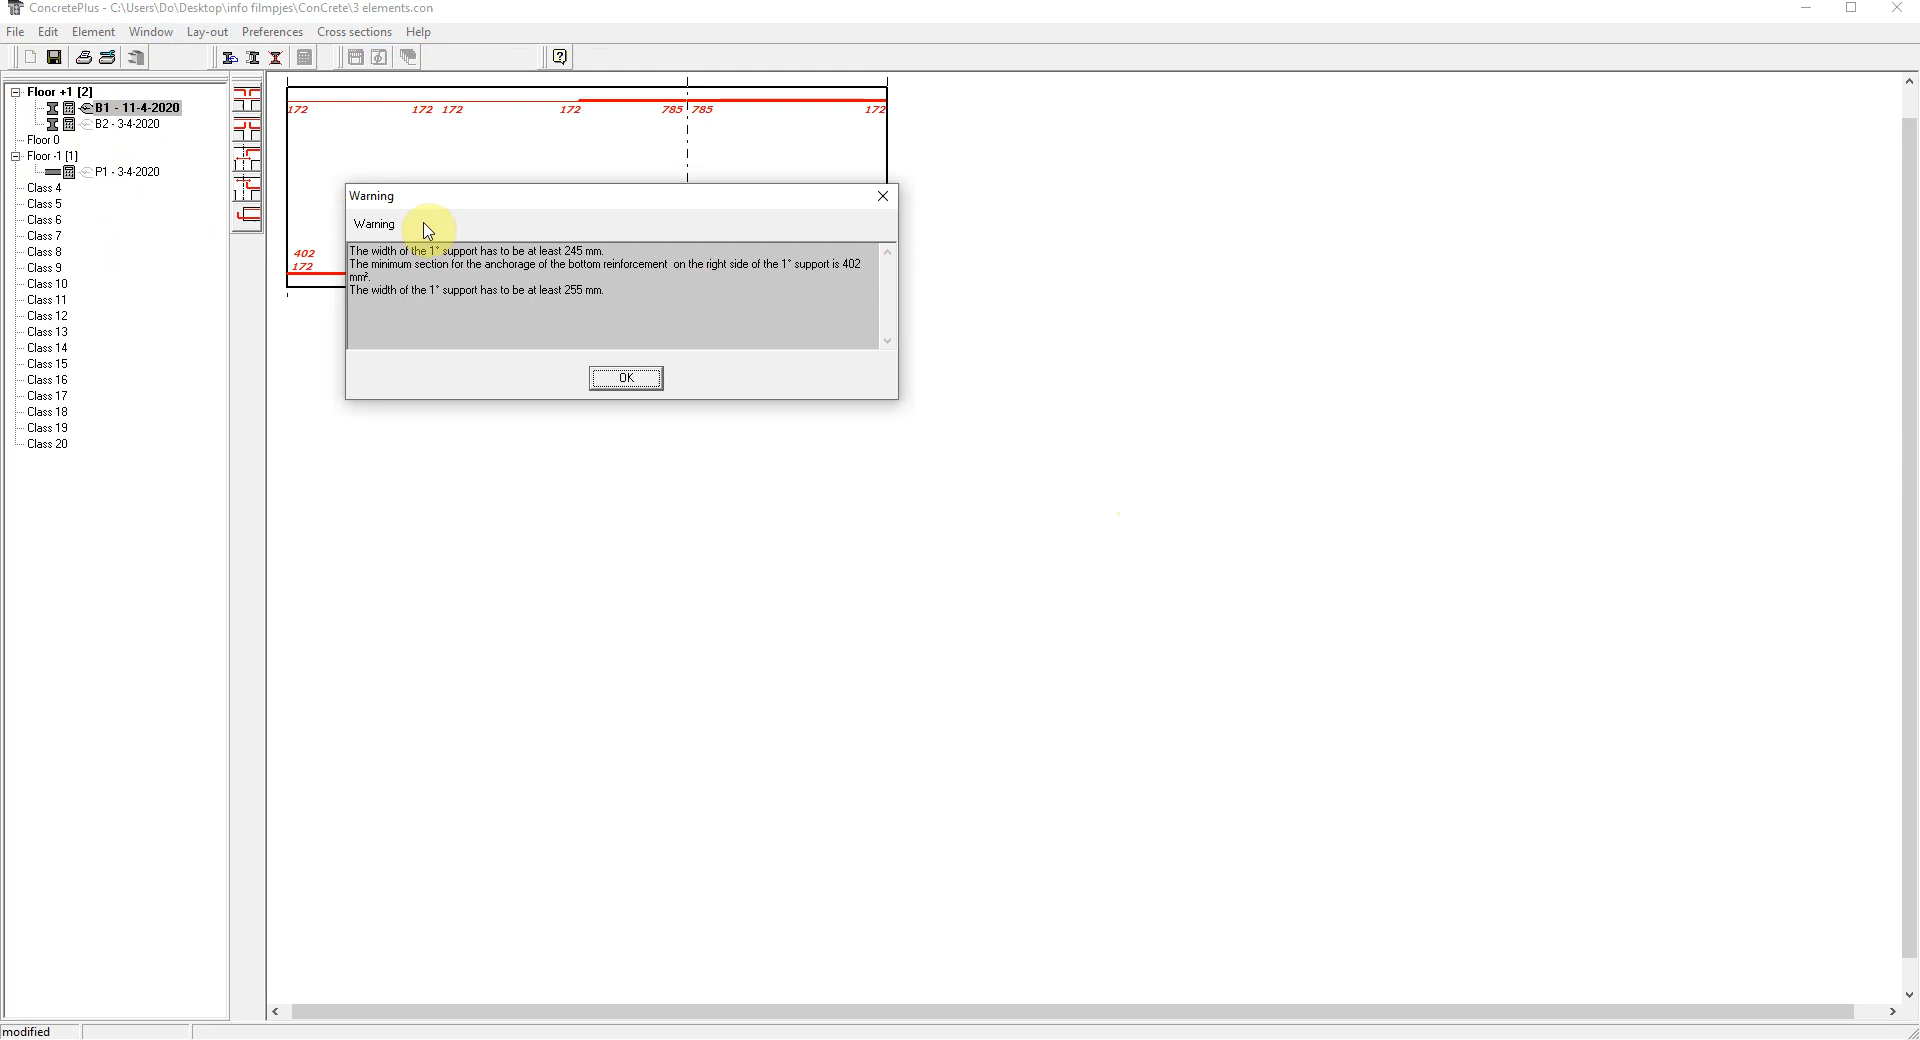 ConcretePlus - C:\Users\Do\Desktop\info filmpjes\ConCrete\3 elements.con
File Edit Element Window Lay-out Preferences Cross sections Help
Floor +1 [2]
B1 - 11-4-2020
B2 - 3-4-2020
Floor 0
Floor -1 [1]
P1 - 3-4-2020
Class 4
Class 5
Class 6
Class 7
Class 8
Class 9
Class 10
Class 11
Class 12
Class 13
Class 14
Class 15
Class 16
Class 17
Class 18
Class 19
Class 20
172 172 172 172 785 785 172
402
172
Warning
Warning
The width of the 1° support has to be at least 245 mm.
The minimum section for the anchorage of the bottom reinforcement on the right side of the 1° support is 402
mm².
The width of the 1° support has to be at least 255 mm.
OK
modified